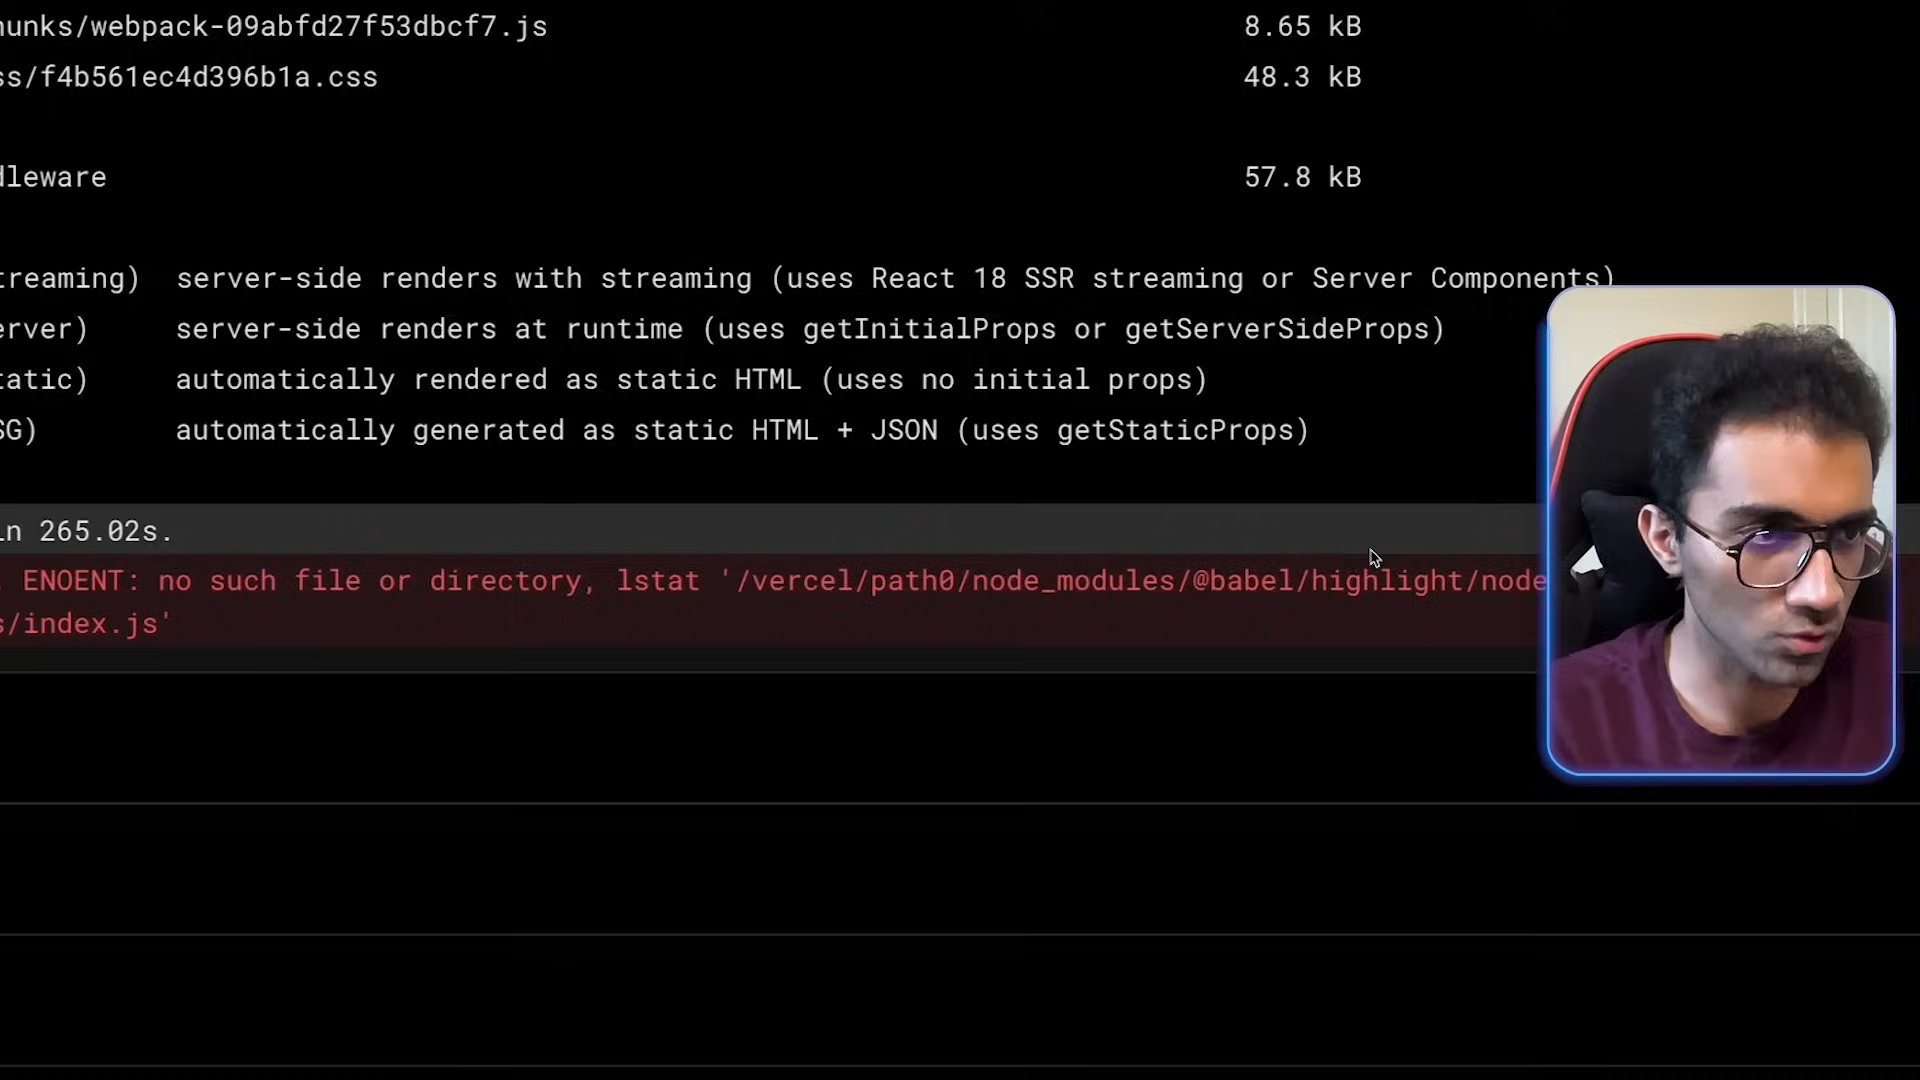 unks/webpack-09abfd27f53dbcf7.js 8.65 kB
ss/f4b561ec4d396b1a.css 48.3 kB
dleware 57.8 kB
treaming) server-side renders with streaming (uses React 18 SSR streaming or Server Components)
erver) server-side renders at runtime (uses getInitialProps or getServerSideProps)
tatic) automatically rendered as static HTML (uses no initial props)
SG) automatically generated as static HTML + JSON (uses getStaticProps)
in 265.02s.
ENOENT: no such file or directory, lstat '/vercel/path0/node_modules/@babel/highlight/node
s/index.js'